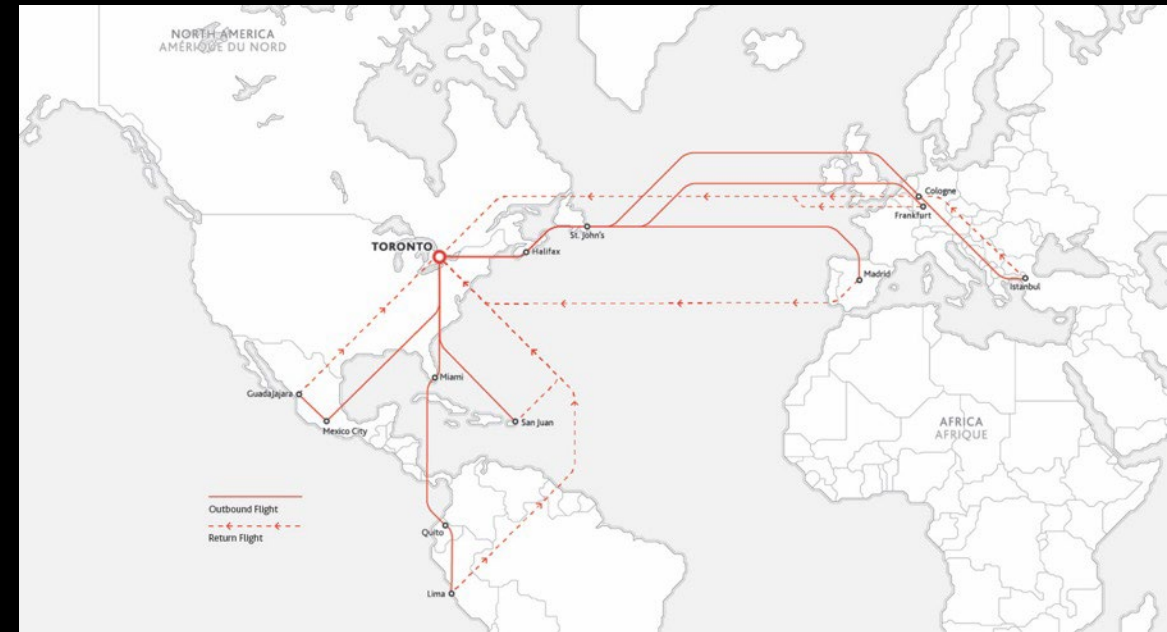 NORTH AMERICA
AMÉRIQUE DU NORD
Cologne
Frankfurt
St. John's
TORONTO
Halifax
Madrid
Istanbul
Miami
Guadalajara
Mexico City
San Juan
AFRICA
AFRIQUE
Outbound Flight
Quito
Return Flight
Lima